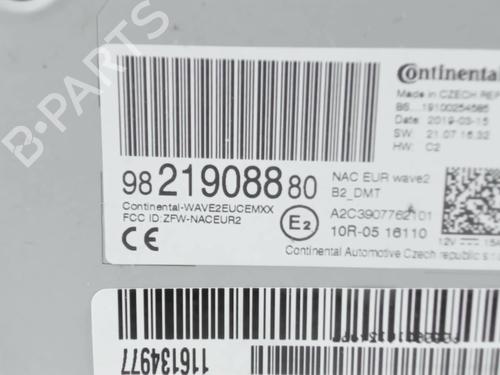 Continental
Made in CZECH REP
BS...19100254585
Date: 2019-03-15
SW: 21.07.16.32
HW: C2
98 219088 80
NAC EUR wave2
B2_DMT
Continental-WAVE2EUCEMXX
FCC ID:ZFW-NACEUR2
A2C3907762101
E2
10R-05 16110
12V
CE
Continental Automotive Czech republic s.r.
116134977
B-PARTS